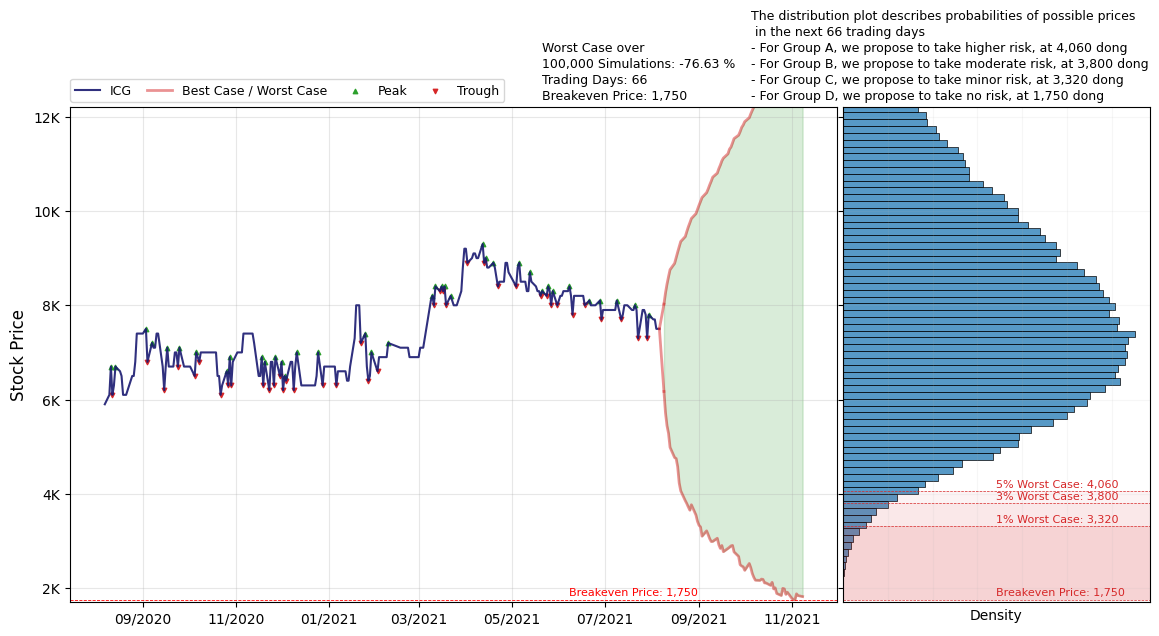 The distribution plot describes probabilities of possible prices
in the next 66 trading days
- For Group A, we propose to take higher risk, at 4,060 dong
- For Group B, we propose to take moderate risk, at 3,800 dong
- For Group C, we propose to take minor risk, at 3,320 dong
- For Group D, we propose to take no risk, at 1,750 dong
Worst Case over
100,000 Simulations: -76.63 %
Trading Days: 66
Breakeven Price: 1,750
ICG
Best Case / Worst Case
Peak
Trough
Stock Price
12K
10K
8K
6K
4K
2K
Breakeven Price: 1,750
09/2020
11/2020
01/2021
03/2021
05/2021
07/2021
09/2021
11/2021
5% Worst Case: 4,060
3% Worst Case: 3,800
1% Worst Case: 3,320
Breakeven Price: 1,750
Density